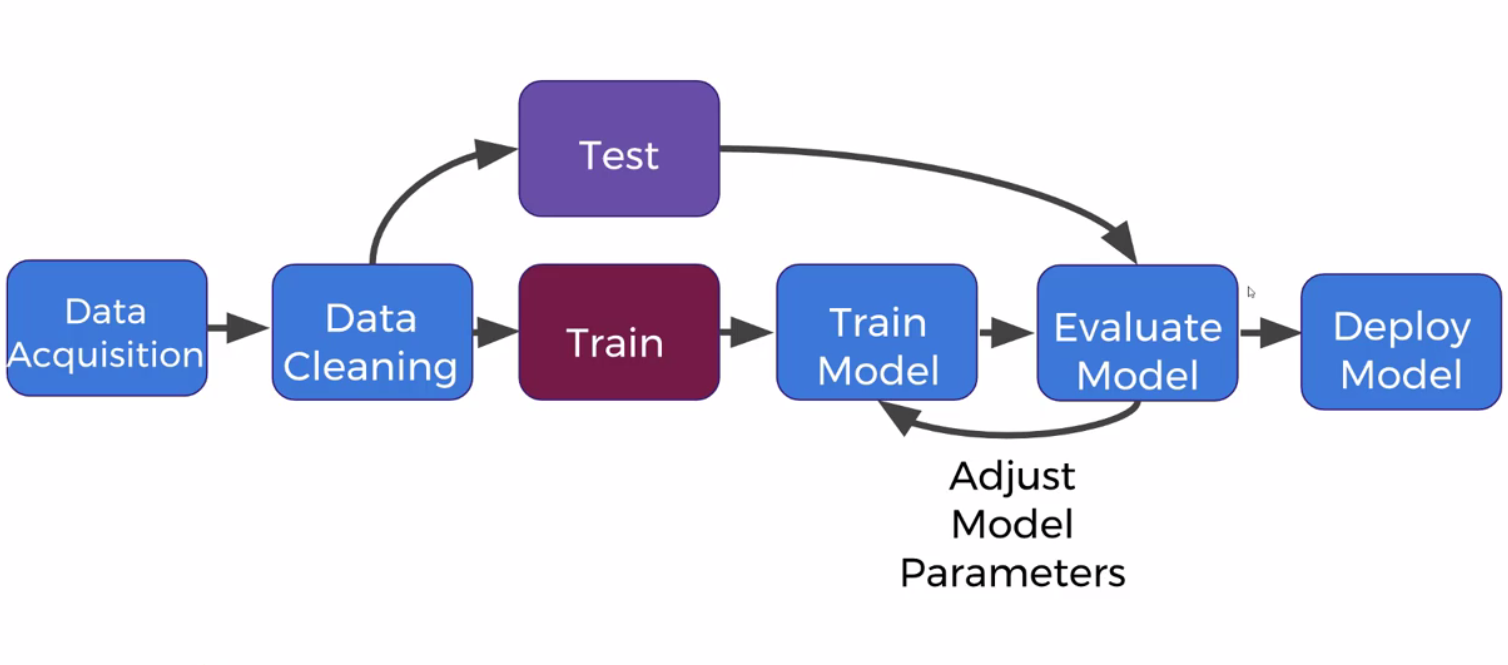 Test
Data
Acquisition
Data
Cleaning
Train
Train
Model
Evaluate
Model
Deploy
Model
Adjust
Model
Parameters